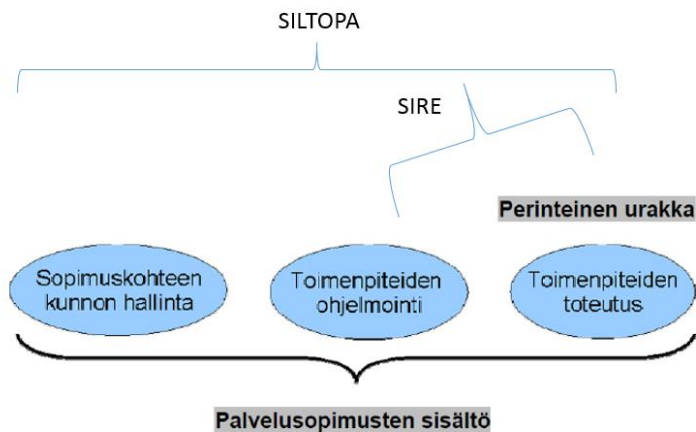 SILTOPA
SIRE
Perinteinen urakka
Sopimuskohteen
kunnon hallinta
Toimenpiteiden
ohjelmointi
Toimenpiteiden
toteutus
Palvelusopimusten sisältö